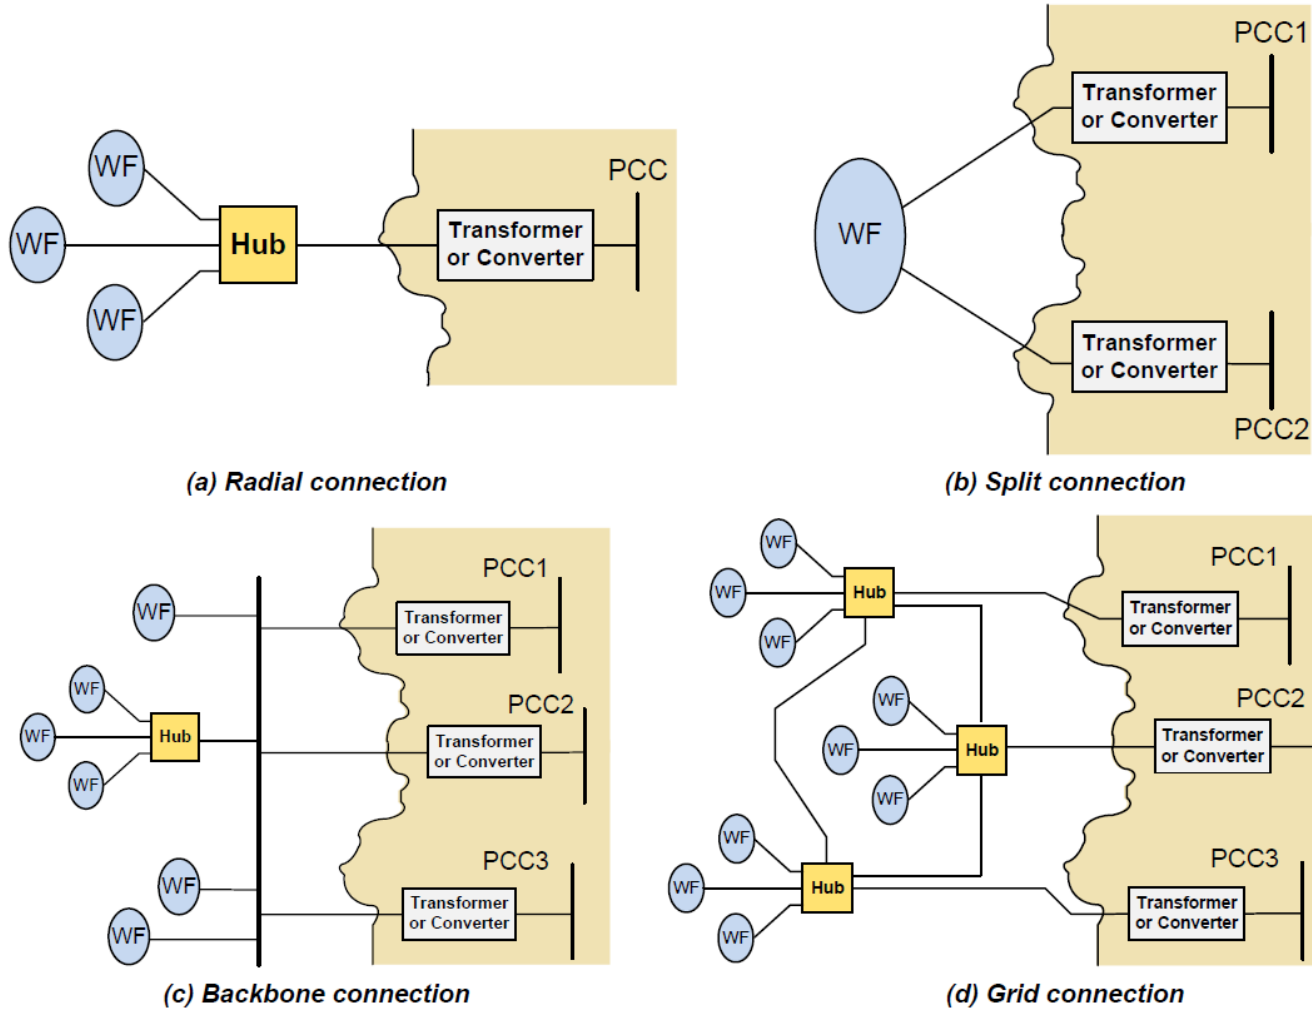 WF
WF
WF
Hub
Transformer
or Converter
PCC
(a) Radial connection
WF
PCC1
Transformer
or Converter
Transformer
or Converter
PCC2
(b) Split connection
WF
WF
WF
WF
Hub
WF
WF
PCC1
Transformer
or Converter
PCC2
Transformer
or Converter
PCC3
Transformer
or Converter
(c) Backbone connection
WF
WF
WF
Hub
WF
WF
WF
Hub
WF
WF
WF
Hub
PCC1
Transformer
or Converter
PCC2
Transformer
or Converter
PCC3
Transformer
or Converter
(d) Grid connection